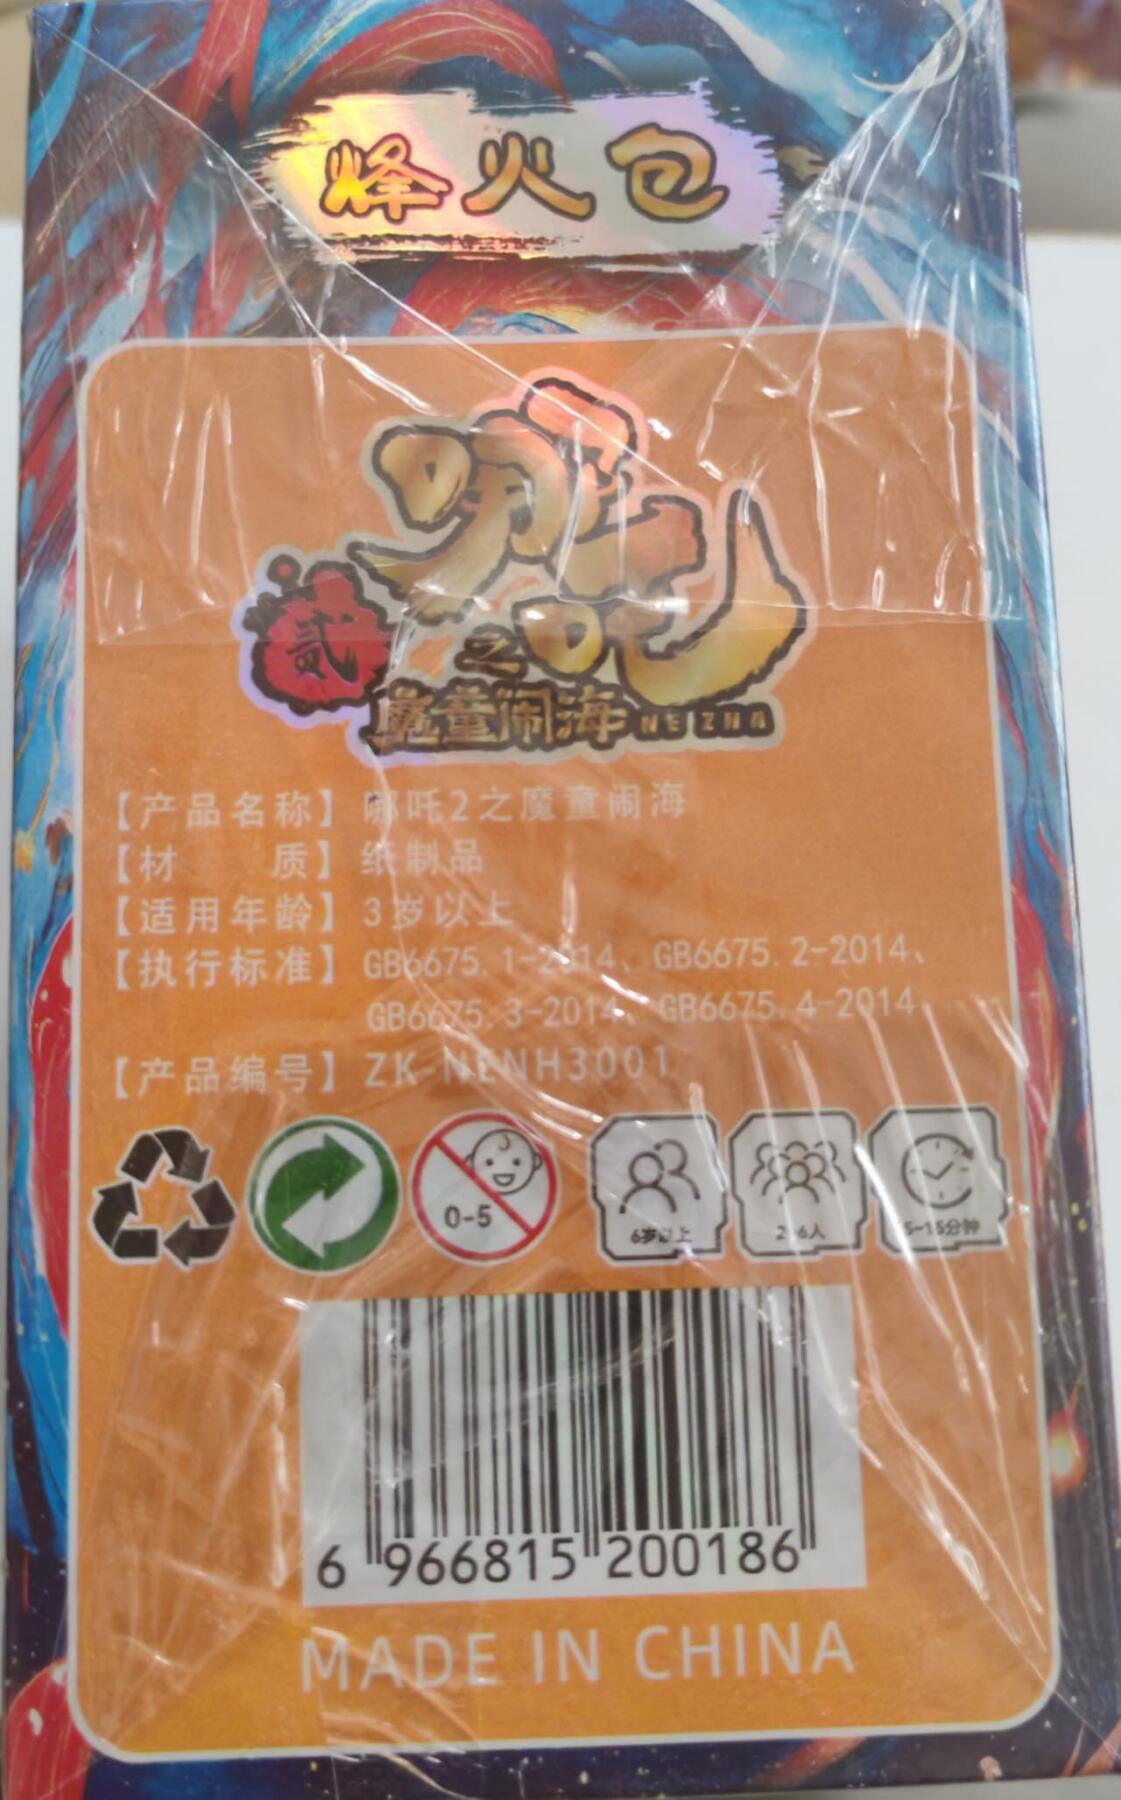 烽火包
哪吒
贰
之
魔童闹海 NE ZHA
【产品名称】 哪吒2之魔童闹海
【材 质】 纸制品
【适用年龄】 3岁以上
【执行标准】 GB6675.1-2014、GB6675.2-2014、
GB6675.3-2014、GB6675.4-2014
【产品编号】 ZK-NENH3001
0-5
6岁以上
2-6人
5~15分钟
6 966815 200186
MADE IN CHINA